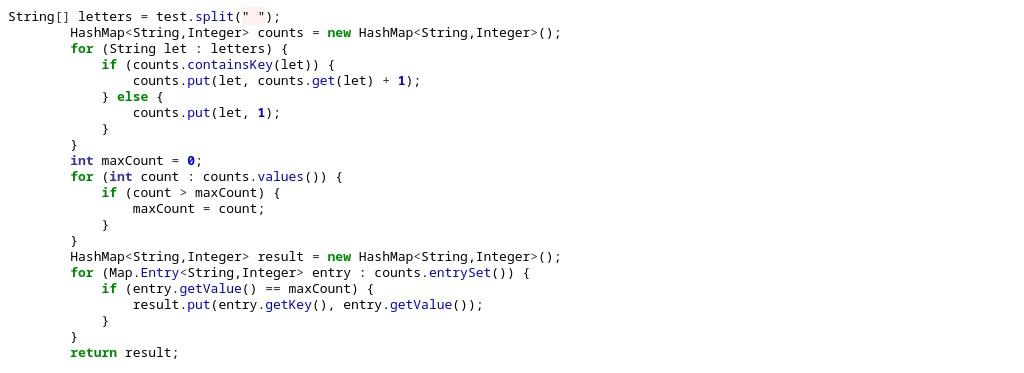 String[] letters = test.split(" ");
        HashMap<String,Integer> counts = new HashMap<String,Integer>();
        for (String let : letters) {
            if (counts.containsKey(let)) {
                counts.put(let, counts.get(let) + 1);
            } else {
                counts.put(let, 1);
            }
        }
        int maxCount = 0;
        for (int count : counts.values()) {
            if (count > maxCount) {
                maxCount = count;
            }
        }
        HashMap<String,Integer> result = new HashMap<String,Integer>();
        for (Map.Entry<String,Integer> entry : counts.entrySet()) {
            if (entry.getValue() == maxCount) {
                result.put(entry.getKey(), entry.getValue());
            }
        }
        return result;